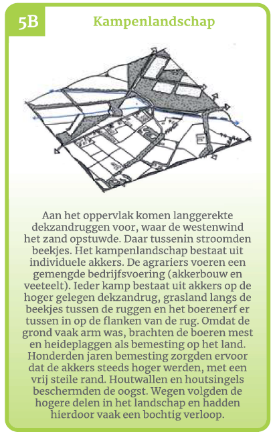 5B
Kampenlandschap
Aan het oppervlak komen langgerekte
dekzandruggen voor, waar de westenwind
het zand opstuwde. Daar tussenin stroomden
beekjes. Het kampenlandschap bestaat uit
individuele akkers. De agrariers voeren een
gemengde bedrijfsvoering (akkerbouw en
veeteelt). Ieder kamp bestaat uit akkers op de
hoger gelegen dekzandrug, grasland langs de
beekjes tussen de ruggen en het boerenerf er
tussen in op de flanken van de rug. Omdat de
grond vaak arm was, brachten de boeren mest
en heideplaggen als bemesting op het land.
Honderden jaren bemesting zorgden ervoor
dat de akkers steeds hoger werden, met een
vrij steile rand. Houtwallen en houtsingels
beschermden de oogst. Wegen volgden de
hogere delen in het landschap en hadden
hierdoor vaak een bochtig verloop.